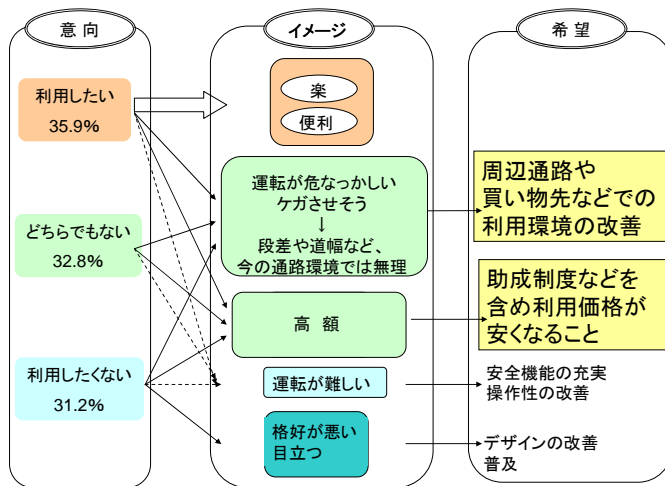 意 向
イメージ
希 望
利用したい
35.9%
どちらでもない
32.8%
利用したくない
31.2%
楽
便利
運転が危なっかしい
ケガさせそう
↓
段差や道幅など、
今の通路環境では無理
高 額
運転が難しい
格好が悪い
目立つ
周辺通路や
買い物先などでの
利用環境の改善
助成制度などを
含め利用価格が
安くなること
安全機能の充実
操作性の改善
デザインの改善
普及